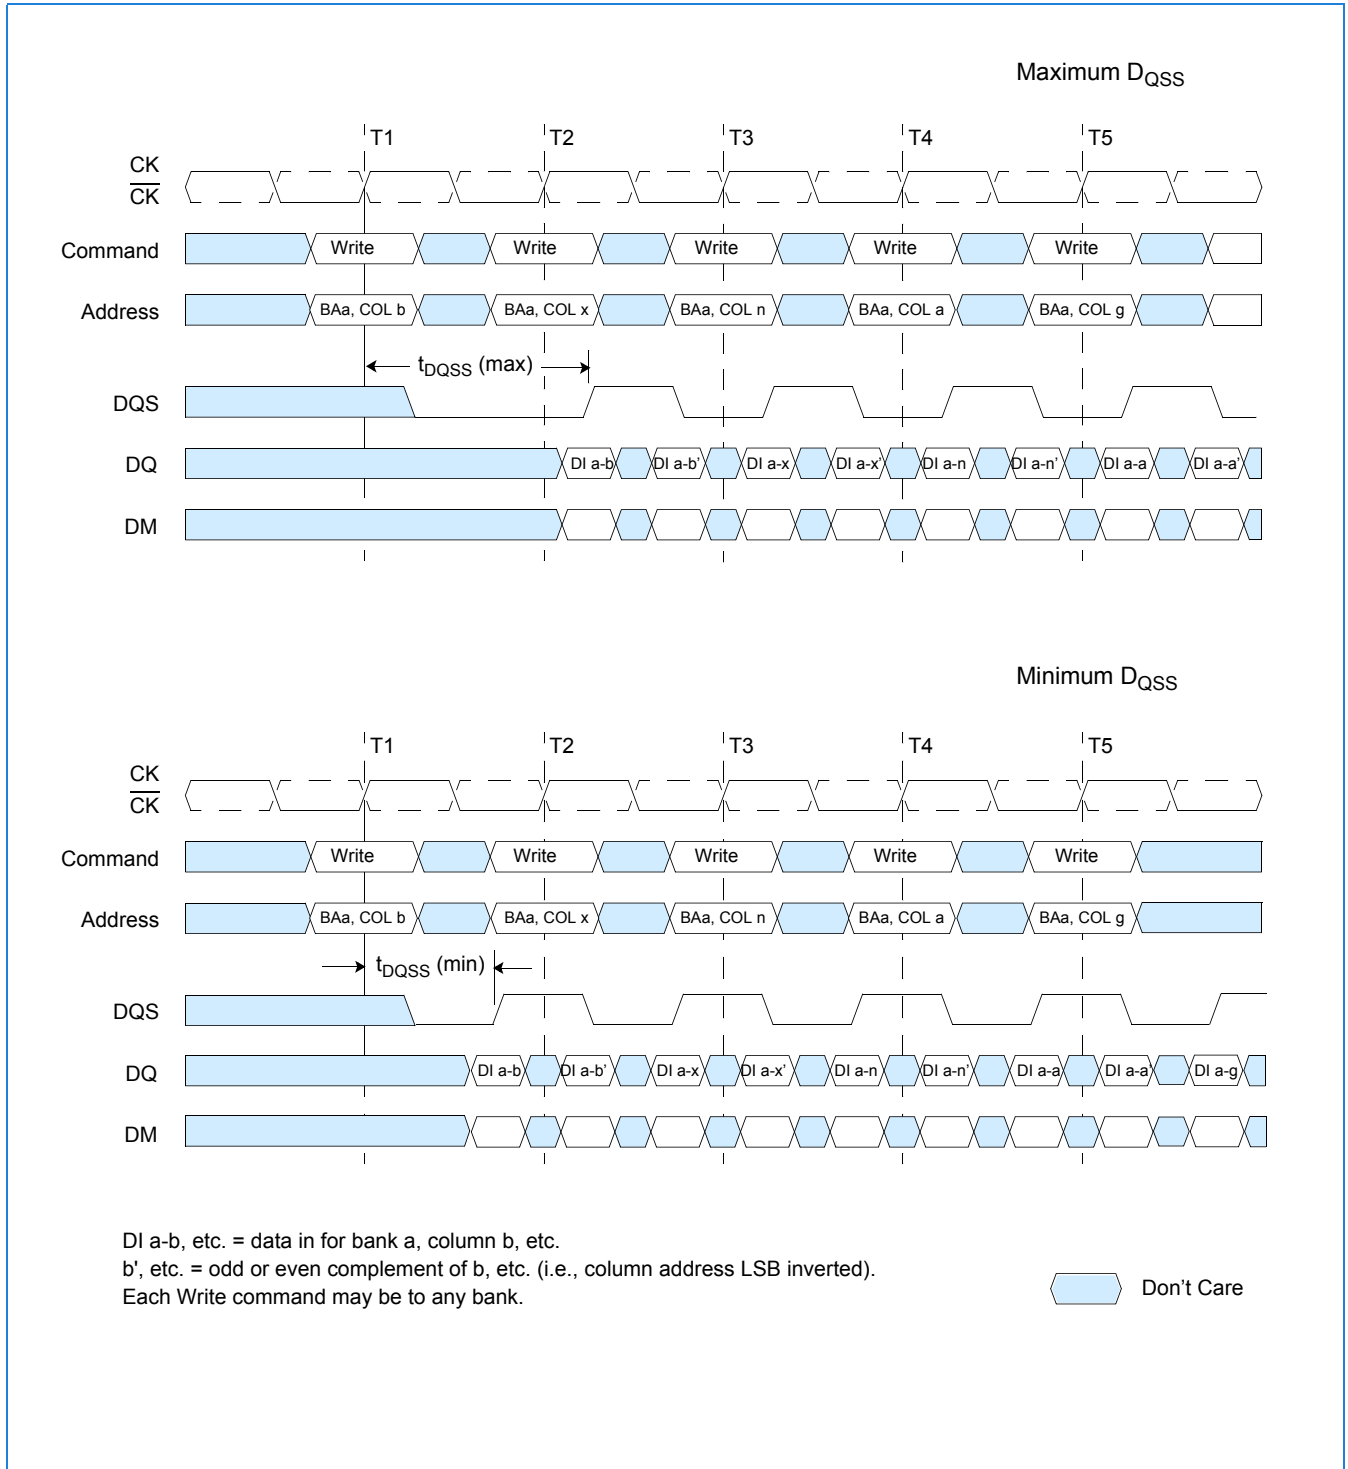 Maximum DQSS
T1 T2 T3 T4 T5
CK
CK
Command Write Write Write Write Write
Address BAa, COL b BAa, COL x BAa, COL n BAa, COL a BAa, COL g
tDQSS (max)
DQS
DQ DI a-b DI a-b' DI a-x DI a-x' DI a-n DI a-n' DI a-a DI a-a'
DM
Minimum DQSS
T1 T2 T3 T4 T5
CK
CK
Command Write Write Write Write Write
Address BAa, COL b BAa, COL x BAa, COL n BAa, COL a BAa, COL g
tDQSS (min)
DQS
DQ DI a-b DI a-b' DI a-x DI a-x' DI a-n DI a-n' DI a-a DI a-a' DI a-g
DM
DI a-b, etc. = data in for bank a, column b, etc.
b', etc. = odd or even complement of b, etc. (i.e., column address LSB inverted).
Each Write command may be to any bank.
Don't Care